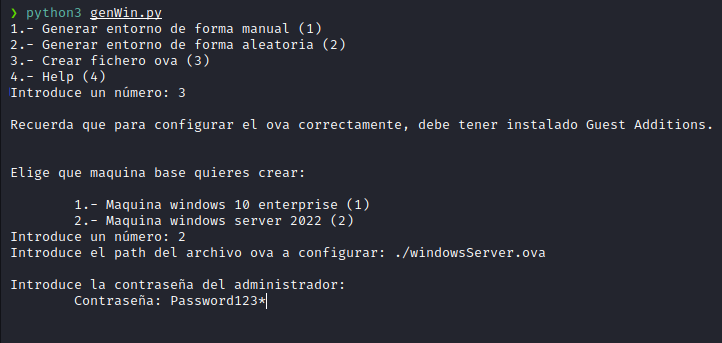 ❯ python3 genWin.py
1.- Generar entorno de forma manual (1)
2.- Generar entorno de forma aleatoria (2)
3.- Crear fichero ova (3)
4.- Help (4)
Introduce un número: 3
Recuerda que para configurar el ova correctamente, debe tener instalado Guest Additions.
Elige que maquina base quieres crear:
1.- Maquina windows 10 enterprise (1)
2.- Maquina windows server 2022 (2)
Introduce un número: 2
Introduce el path del archivo ova a configurar: ./windowsServer.ova
Introduce la contraseña del administrador:
Contraseña: Password123*